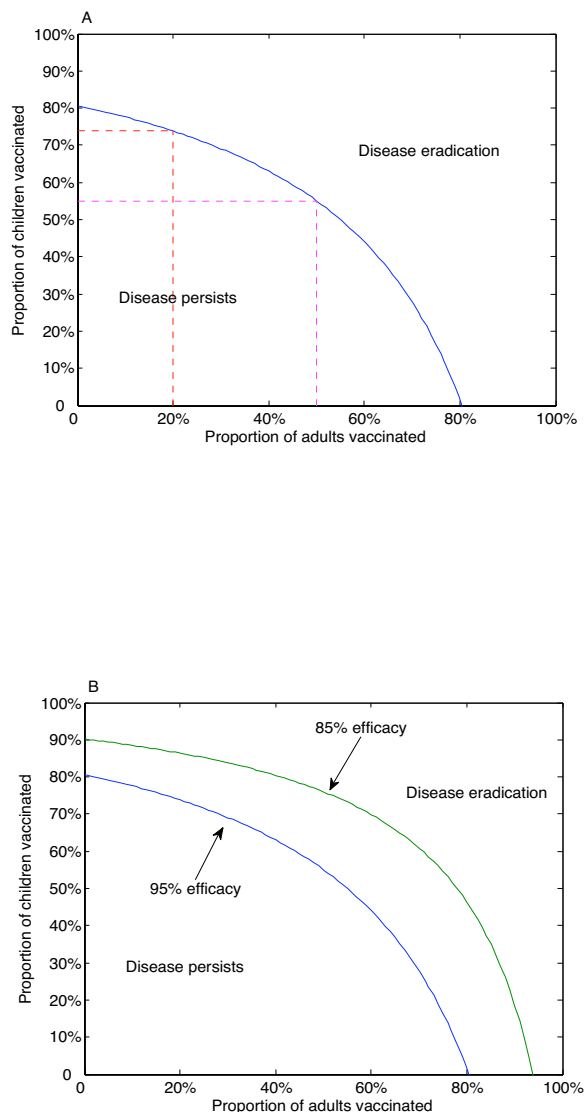 A
100%
90%
80%
70%
60%
50%
40%
30%
20%
10%
0
Proportion of children vaccinated
Disease eradication
Disease persists
0 20% 40% 60% 80% 100%
Proportion of adults vaccinated
B
100%
90%
80%
70%
60%
50%
40%
30%
20%
10%
0
Proportion of children vaccinated
85% efficacy
Disease eradication
95% efficacy
Disease persists
20% 40% 60% 80% 100%
Proportion of adults vaccinated